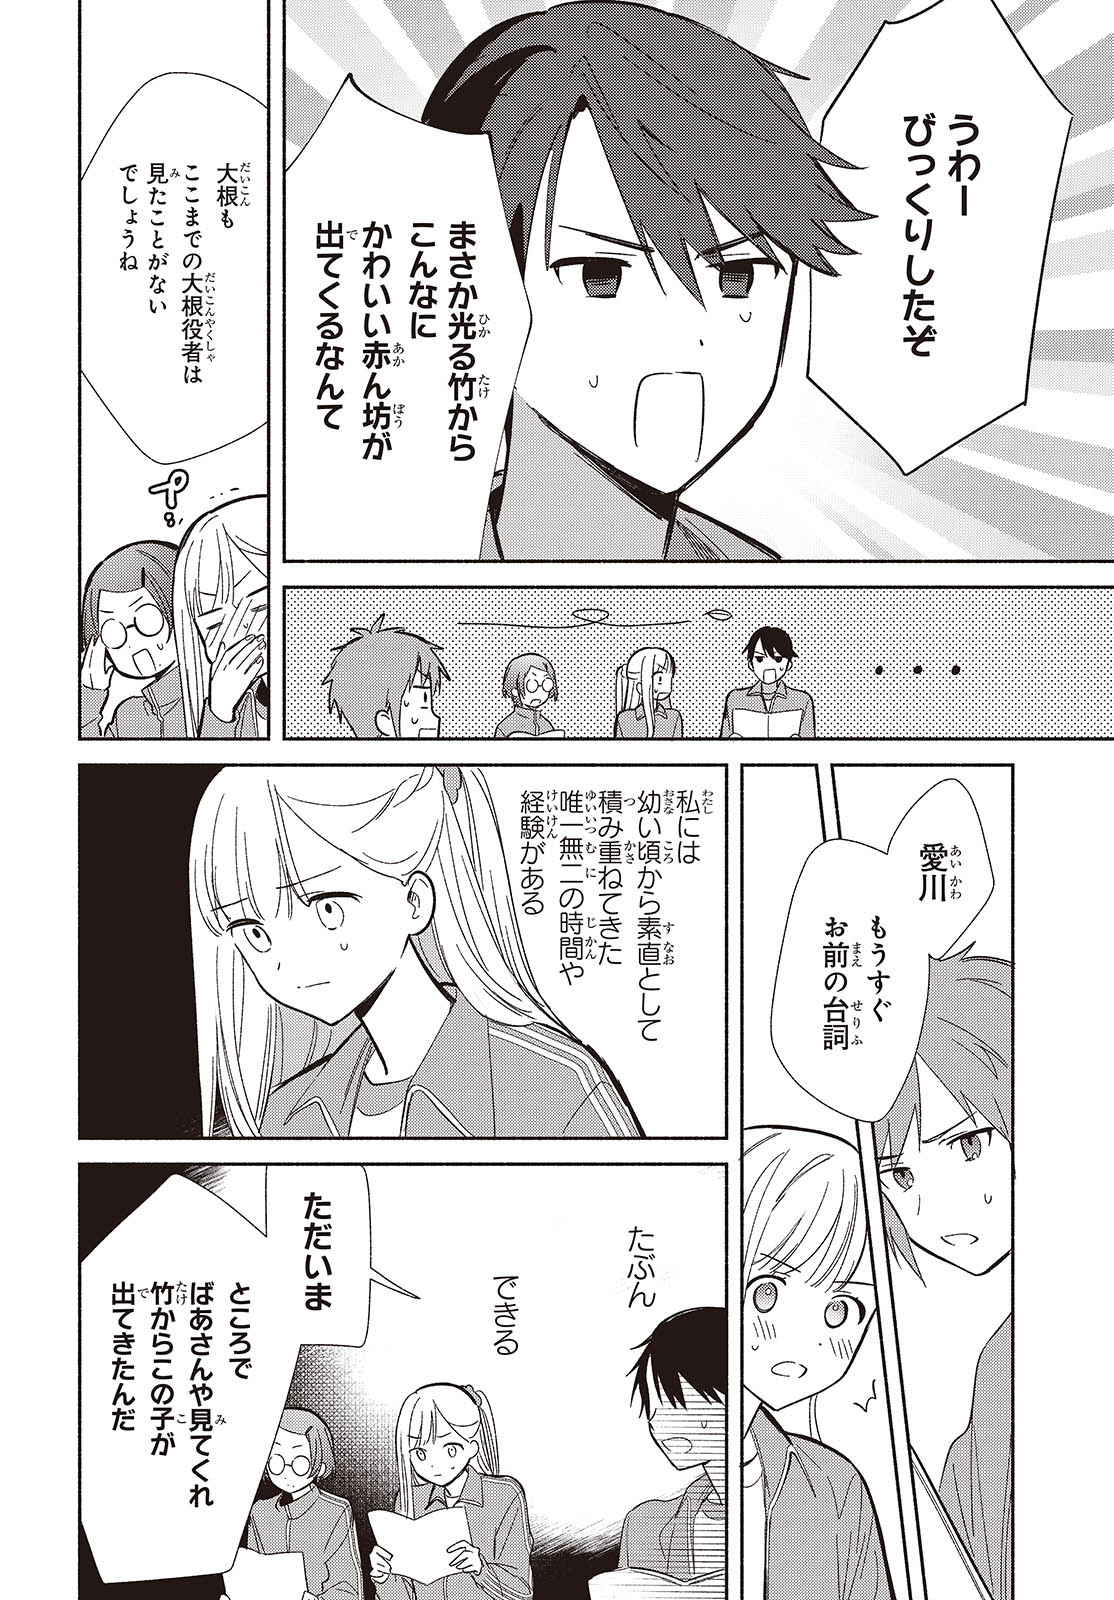 うわー
びっくりしたぞ
まさか光る竹から
こんなに
かわいい赤ん坊が
出てくるなんて
大根も
ここまでの大根役者は
見たことがない
でしょうね
・・・
愛川
もうすぐ
お前の台詞
私には
幼い頃から素直として
積み重ねてきた
唯一無二の時間や
経験がある
たぶん
できる
ただいま
ところで
ばあさんや見てくれ
竹からこの子が
出てきたんだ